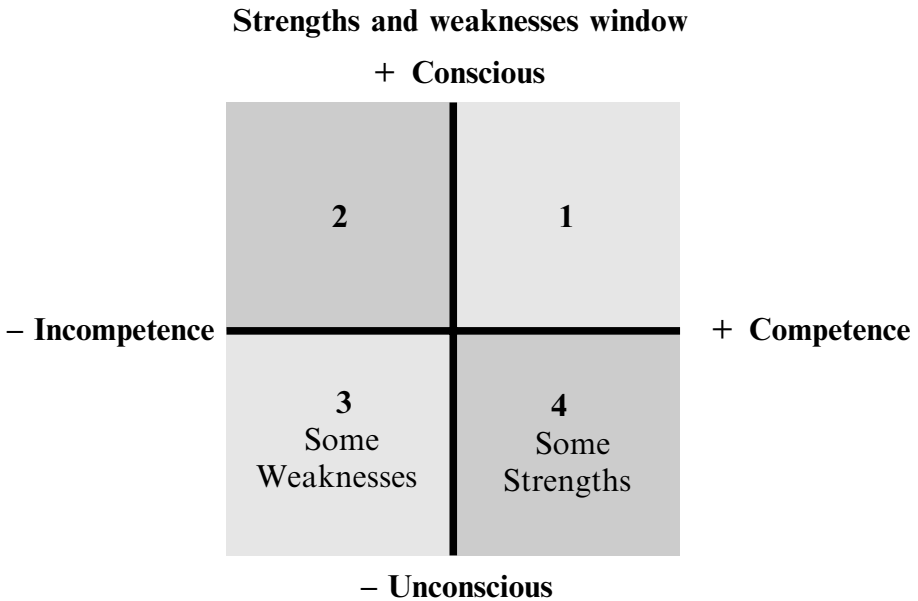 Strengths and weaknesses window
+ Conscious
2
1
– Incompetence
+ Competence
3
Some
Weaknesses
4
Some
Strengths
– Unconscious